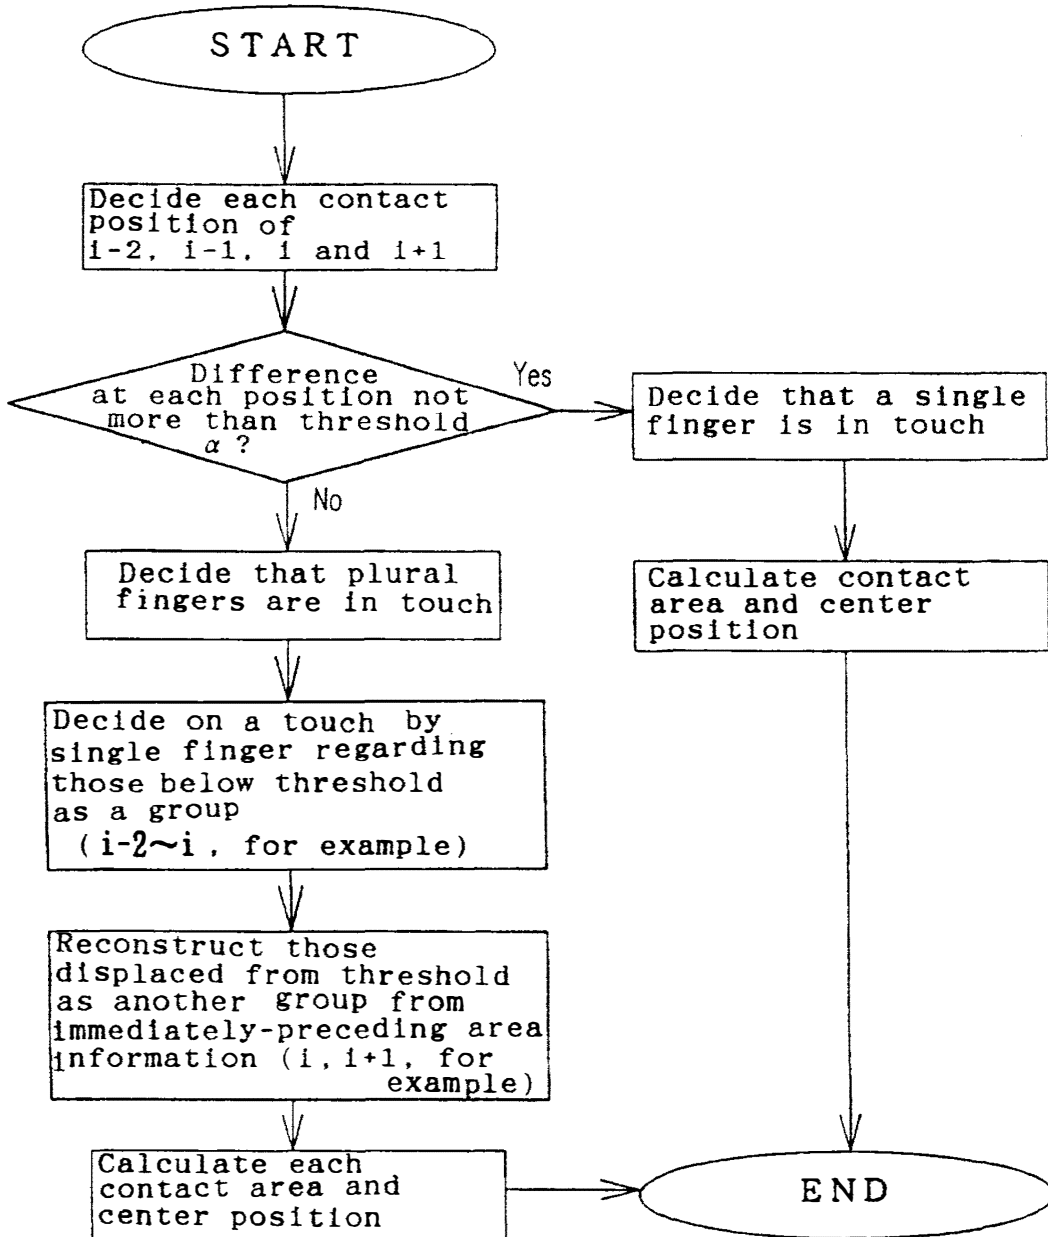 START
Decide each contact
position of
i-2, i-1, i and i+1
Difference
at each position not
more than threshold
α ?
Yes
No
Decide that a single
finger is in touch
Calculate contact
area and center
position
Decide that plural
fingers are in touch
Decide on a touch by
single finger regarding
those below threshold
as a group
(i-2~i, for example)
Reconstruct those
displaced from threshold
as another group from
immediately-preceding area
information (i, i+1, for
example)
Calculate each
contact area and
center position
END